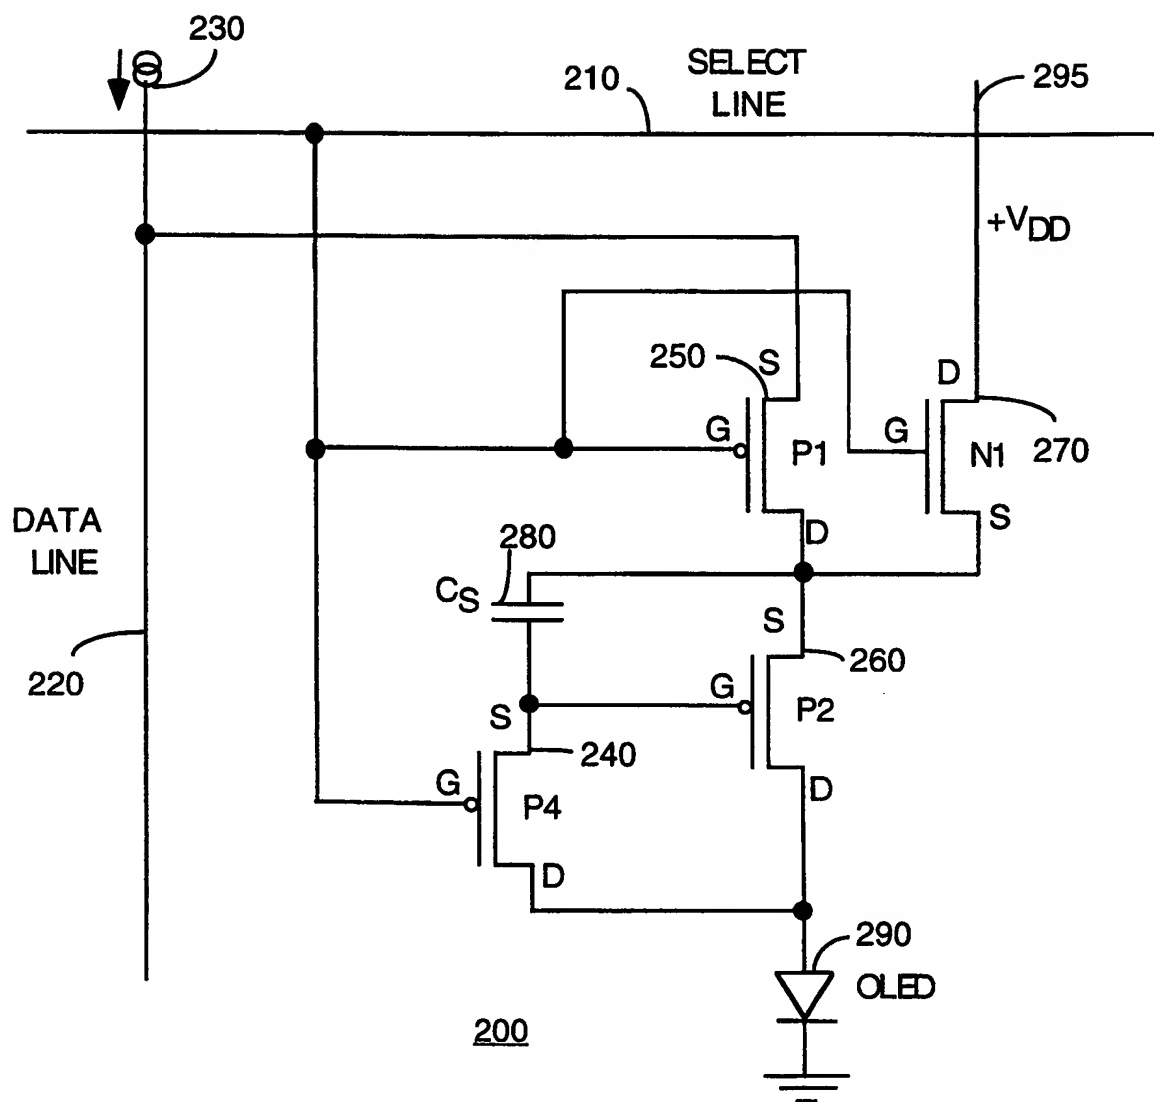 230
SELECT
LINE
210
295
+VDD
250
S
D
G
P1
G
N1
270
S
D
DATA
LINE
280
CS
S
260
G
P2
220
S
240
G
P4
D
D
290
OLED
200